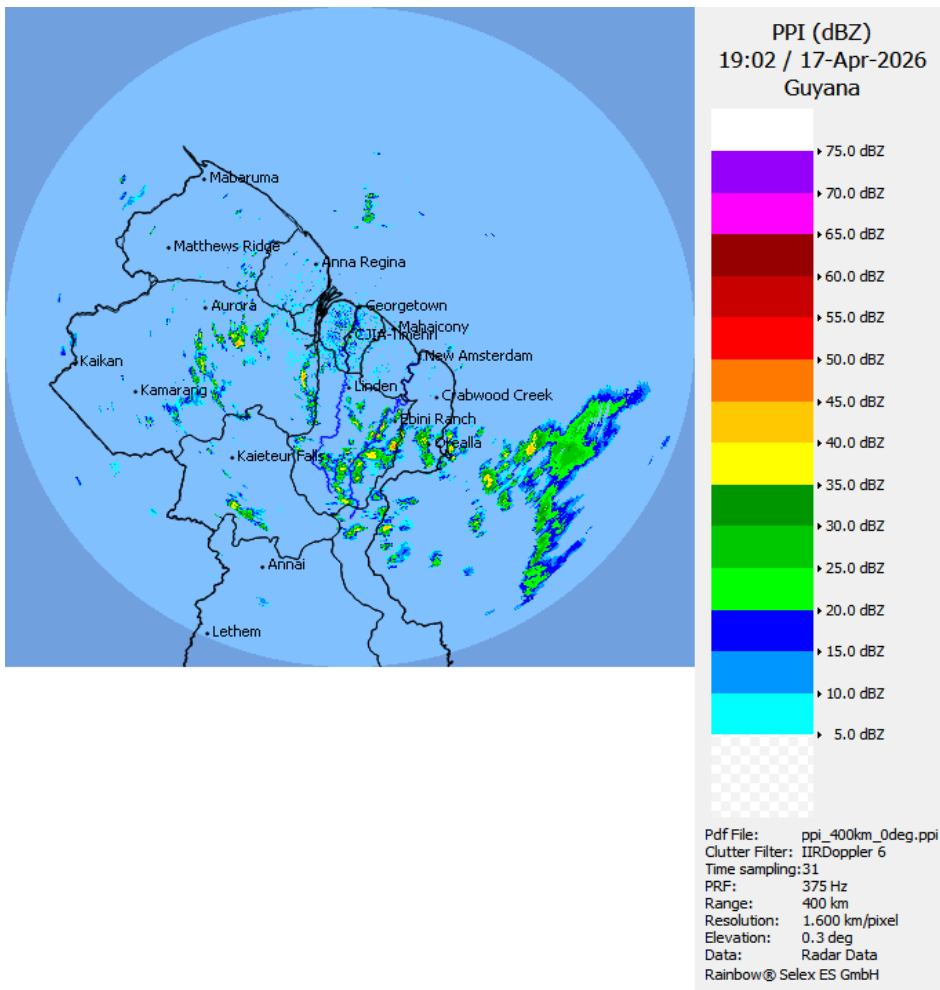 PPI (dBZ)
19:02 / 17-Apr-2026
Guyana
75.0 dBZ
70.0 dBZ
65.0 dBZ
60.0 dBZ
55.0 dBZ
50.0 dBZ
45.0 dBZ
40.0 dBZ
35.0 dBZ
30.0 dBZ
25.0 dBZ
20.0 dBZ
15.0 dBZ
10.0 dBZ
5.0 dBZ
Mabaruma
Matthews Ridge
Anna Regina
Aurora
Georgetown
Mahaicony
CJIA-Timehri
New Amsterdam
Kaikan
Kamarang
Linden
Crabwood Creek
Ebini Ranch
Orealla
Kaieteur Falls
Annai
Lethem
Pdf File: ppi_400km_0deg.ppi
Clutter Filter: IIRDoppler 6
Time sampling:31
PRF: 375 Hz
Range: 400 km
Resolution: 1.600 km/pixel
Elevation: 0.3 deg
Data: Radar Data
Rainbow® Selex ES GmbH